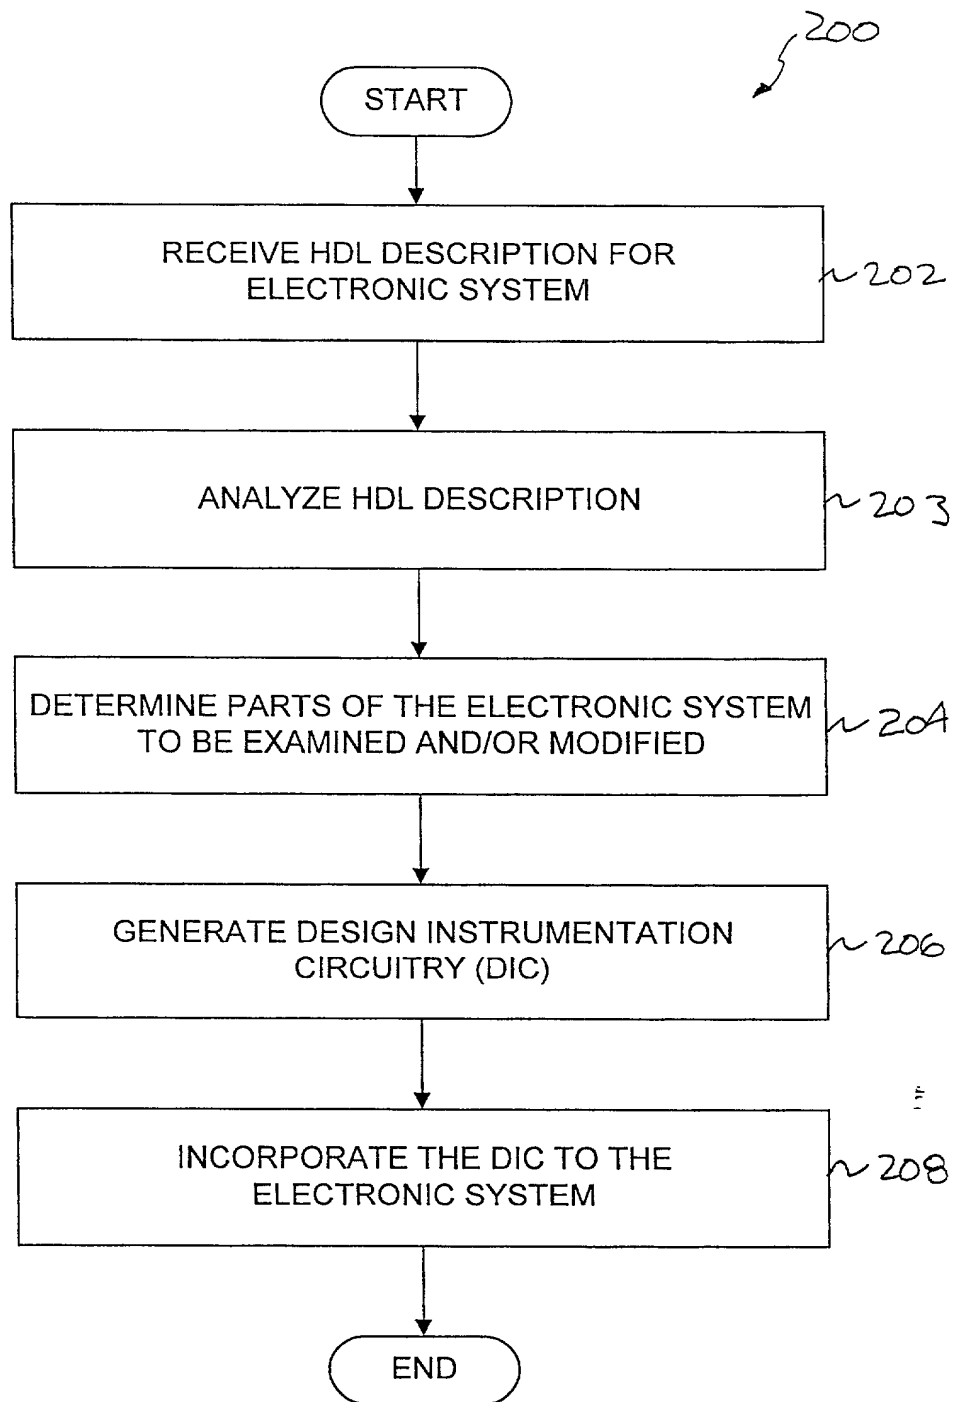 200
START
RECEIVE HDL DESCRIPTION FOR
ELECTRONIC SYSTEM
202
ANALYZE HDL DESCRIPTION
203
DETERMINE PARTS OF THE ELECTRONIC SYSTEM
TO BE EXAMINED AND/OR MODIFIED
204
GENERATE DESIGN INSTRUMENTATION
CIRCUITRY (DIC)
206
INCORPORATE THE DIC TO THE
ELECTRONIC SYSTEM
208
END